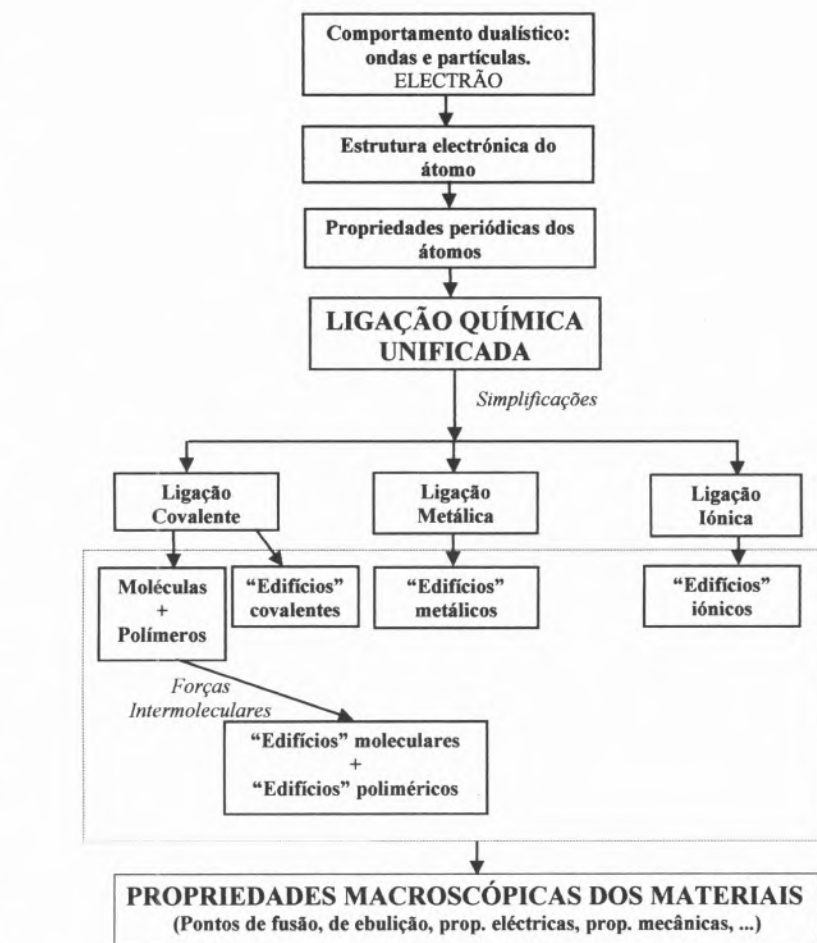 Comportamento dualístico:
ondas e partículas.
ELECTRÃO
Estrutura electrónica do
átomo
Propriedades periódicas dos
átomos
LIGAÇÃO QUÍMICA
UNIFICADA
Simplificações
Ligação
Covalente
Ligação
Metálica
Ligação
Iónica
Moléculas
+
Polímeros
“Edifícios”
covalentes
“Edifícios”
metálicos
“Edifícios”
iónicos
Forças
Intermoleculares
“Edifícios” moleculares
+
“Edifícios” poliméricos
PROPRIEDADES MACROSCÓPICAS DOS MATERIAIS
(Pontos de fusão, de ebulição, prop. eléctricas, prop. mecânicas, ...)